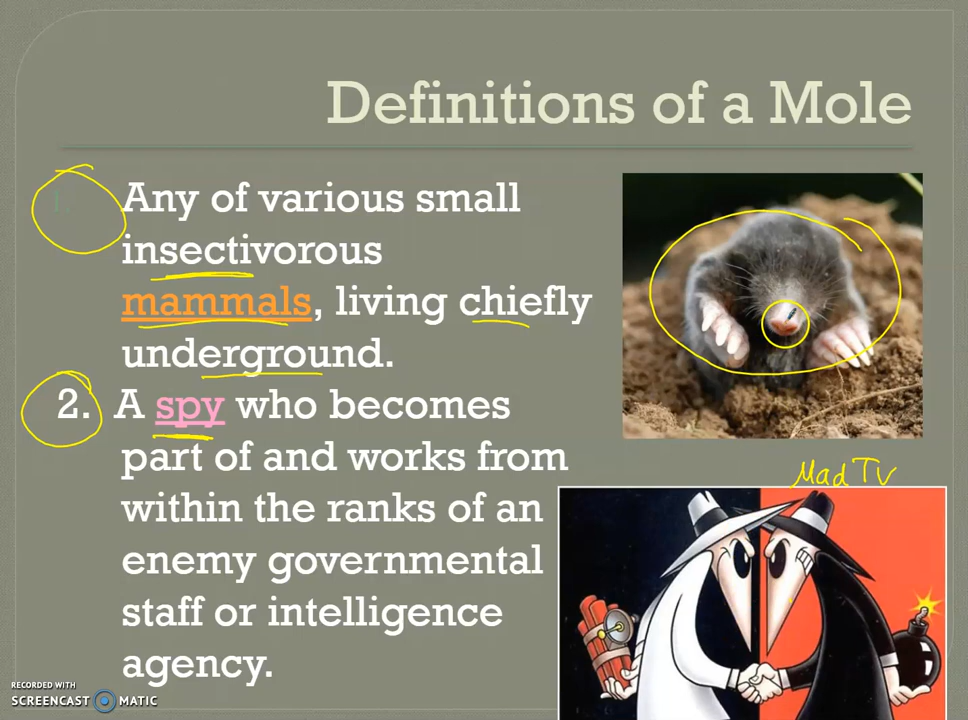 Definitions of a Mole
1. Any of various small
insectivorous
mammals, living chiefly
underground.
2. A spy who becomes
part of and works from
within the ranks of an
enemy governmental
staff or intelligence
agency.
Mad TV
RECORDED WITH
SCREENCAST MATIC